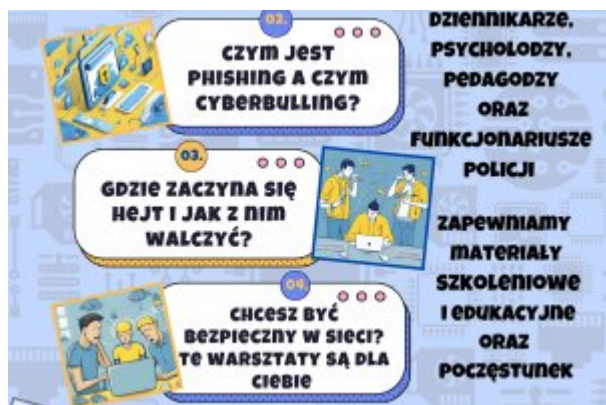 02.
CZYM JEST
PHISHING A CZYM
CYBERBULLING?
03.
GDZIE ZACZYNA SIĘ
HEJT I JAK Z NIM
WALCZYĆ?
04.
CHCESZ BYĆ
BEZPIECZNY W SIECI?
TE WARSZTATY SĄ DLA
CIEBIE
DZIENNIKARZE,
PSYCHOLODZY,
PEDAGODZY
ORAZ
FUNKCJONARIUSZE
POLICJI
ZAPEWNIAMY
MATERIAŁY
SZKOLENIOWE
I EDUKACYJNE
ORAZ
POCZĘSTUNEK